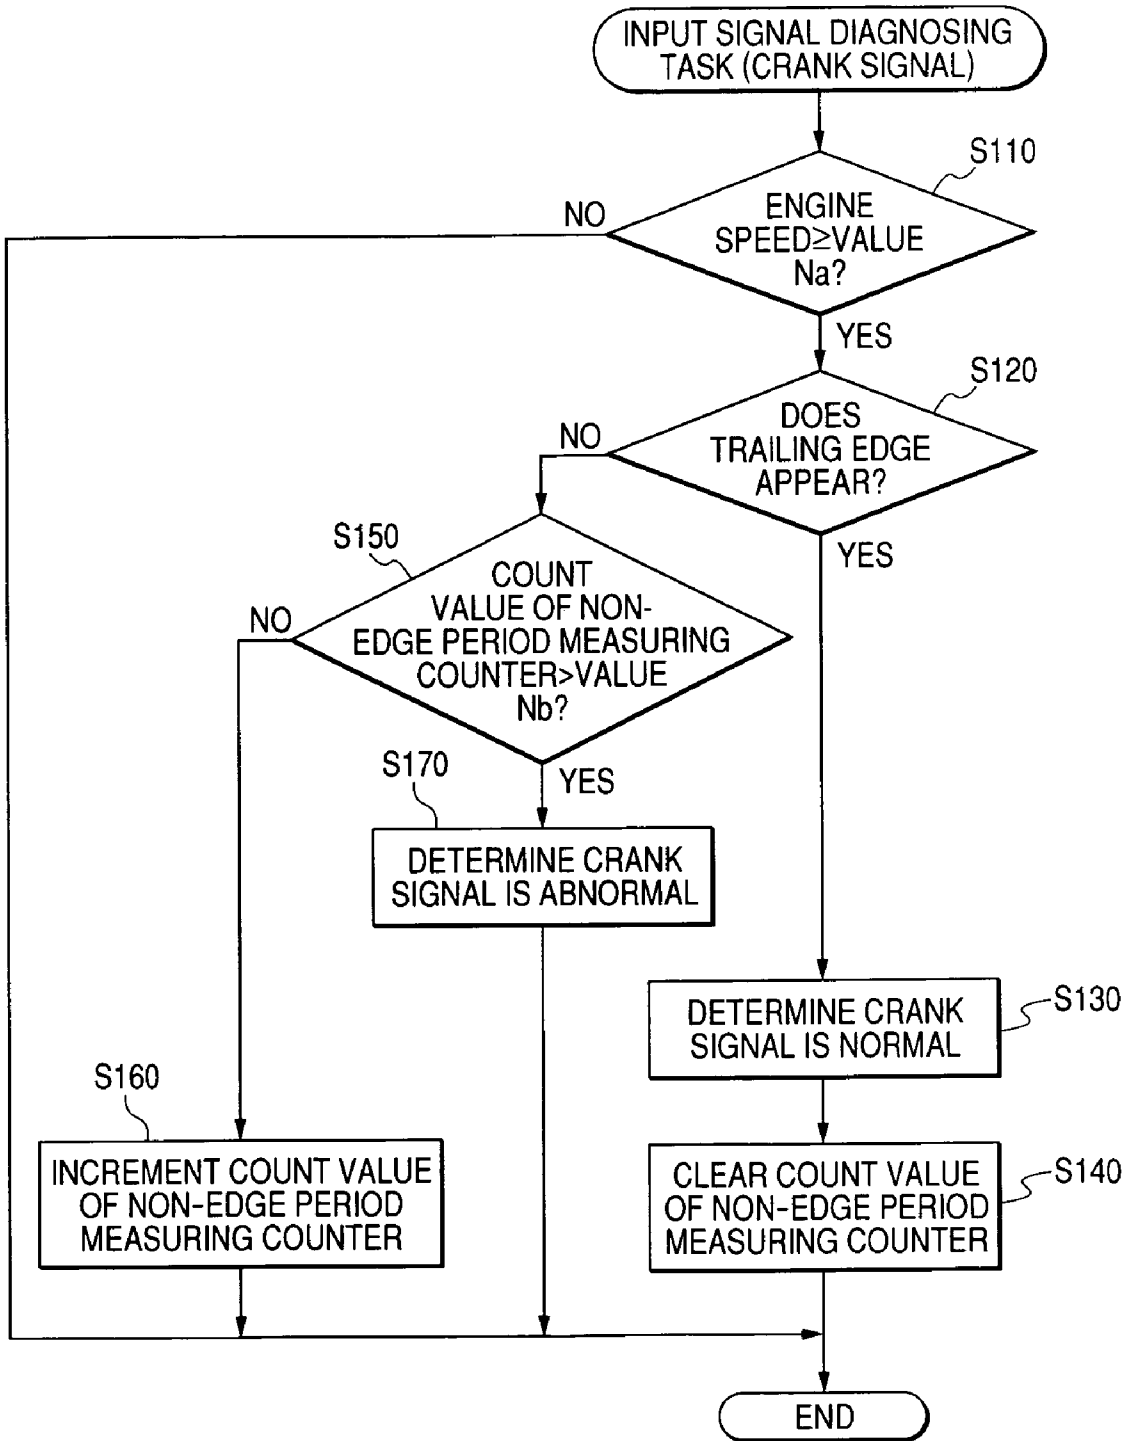 INPUT SIGNAL DIAGNOSING
TASK (CRANK SIGNAL)
S110
NO
ENGINE
SPEED≥VALUE
Na?
YES
S120
NO
DOES
TRAILING EDGE
APPEAR?
YES
S150
NO
COUNT
VALUE OF NON-
EDGE PERIOD MEASURING
COUNTER>VALUE
Nb?
YES
S170
DETERMINE CRANK
SIGNAL IS ABNORMAL
S130
DETERMINE CRANK
SIGNAL IS NORMAL
S160
INCREMENT COUNT VALUE
OF NON-EDGE PERIOD
MEASURING COUNTER
S140
CLEAR COUNT VALUE
OF NON-EDGE PERIOD
MEASURING COUNTER
END